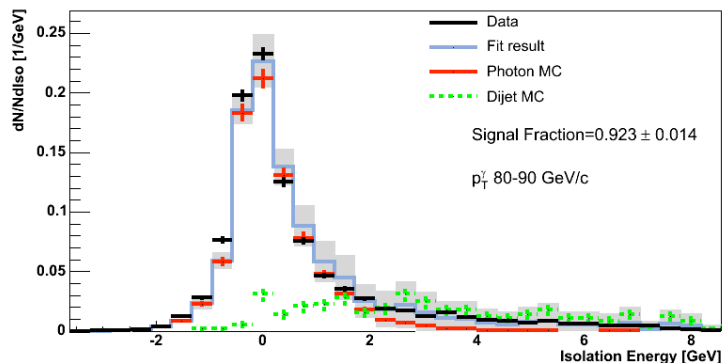 dN/NdIso [1/GeV]
0.25
0.2
0.15
0.1
0.05
0
Data
Fit result
Photon MC
Dijet MC
Signal Fraction=0.923 ± 0.014
p_T^γ 80-90 GeV/c
-2 0 2 4 6 8
Isolation Energy [GeV]